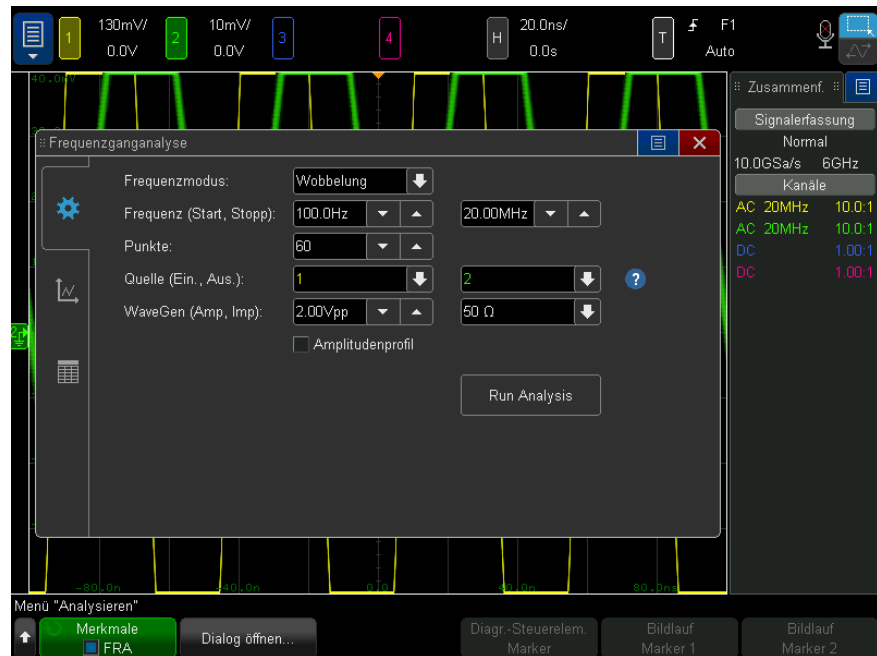 1 130mV/ 0.0V
2 10mV/ 0.0V
3
4
H 20.0ns/ 0.0s
T F1 Auto
40.0mV
Zusammenf.
Signalerfassung
Normal
10.0GSa/s 6GHz
Kanäle
AC 20MHz 10.0:1
AC 20MHz 10.0:1
DC 1.00:1
DC 1.00:1
Frequenzganganalyse
Frequenzmodus: Wobbelung
Frequenz (Start, Stopp): 100.0Hz 20.00MHz
Punkte: 60
Quelle (Ein., Aus.): 1 2 ?
WaveGen (Amp, Imp): 2.00Vpp 50 Ω
Amplitudenprofil
Run Analysis
2
-80.0n -40.0n 0.0 40.0n 80.0ns
Menü "Analysieren"
Merkmale
FRA
Dialog öffnen...
Diagr.-Steuerelem.
Marker
Bildlauf
Marker 1
Bildlauf
Marker 2